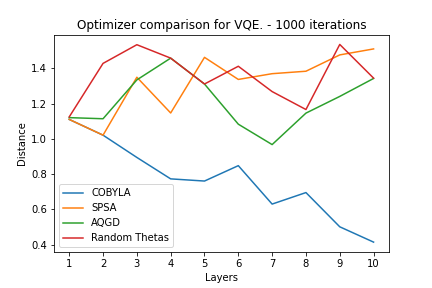 Optimizer comparison for VQE. - 1000 iterations
Distance
1.4
1.2
1.0
0.8
0.6
0.4
COBYLA
SPSA
AQGD
Random Thetas
1 2 3 4 5 6 7 8 9 10
Layers